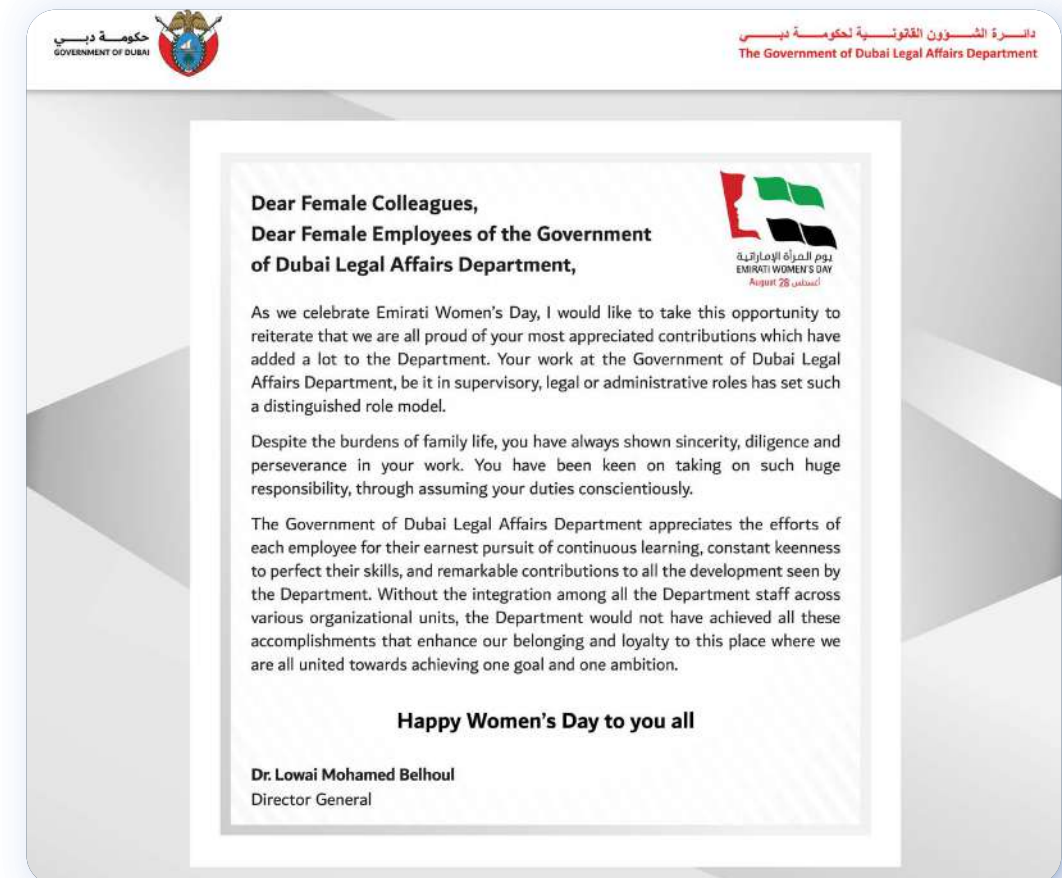 حكومـــة دبـــــي
GOVERNMENT OF DUBAI
دائـــــرة الشـــــؤون القانونـــــية لحكومـــــة دبـــــــي
The Government of Dubai Legal Affairs Department
Dear Female Colleagues,
Dear Female Employees of the Government
of Dubai Legal Affairs Department,
يوم المرأة الإماراتية
EMIRATI WOMEN'S DAY
August 28 أغسطس
As we celebrate Emirati Women's Day, I would like to take this opportunity to
reiterate that we are all proud of your most appreciated contributions which have
added a lot to the Department. Your work at the Government of Dubai Legal
Affairs Department, be it in supervisory, legal or administrative roles has set such
a distinguished role model.
Despite the burdens of family life, you have always shown sincerity, diligence and
perseverance in your work. You have been keen on taking on such huge
responsibility, through assuming your duties conscientiously.
The Government of Dubai Legal Affairs Department appreciates the efforts of
each employee for their earnest pursuit of continuous learning, constant keenness
to perfect their skills, and remarkable contributions to all the development seen by
the Department. Without the integration among all the Department staff across
various organizational units, the Department would not have achieved all these
accomplishments that enhance our belonging and loyalty to this place where we
are all united towards achieving one goal and one ambition.
Happy Women's Day to you all
Dr. Lowai Mohamed Belhoul
Director General